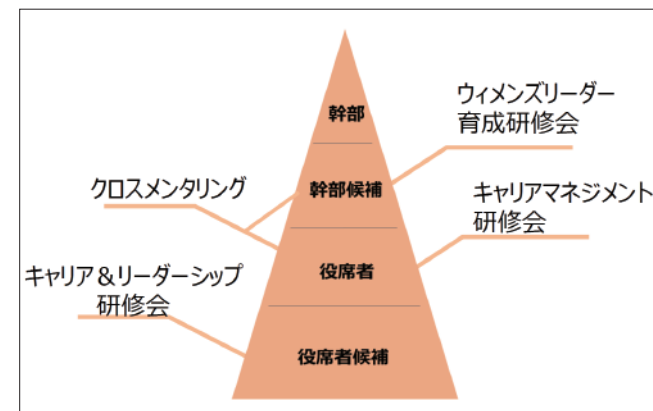 幹部
幹部候補
役席者
役席者候補
クロスメンタリング
キャリア＆リーダーシップ
研修会
ウィメンズリーダー
育成研修会
キャリアマネジメント
研修会